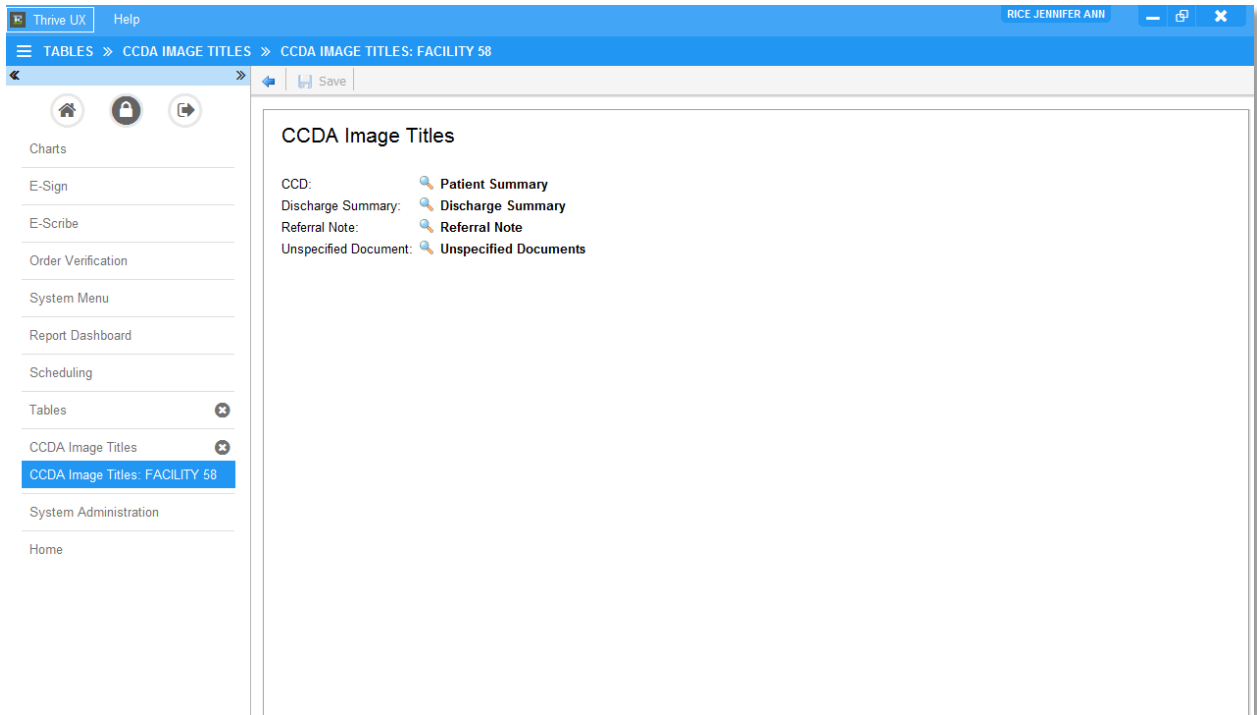 E Thrive UX Help RICE JENNIFER ANN
TABLES » CCDA IMAGE TITLES » CCDA IMAGE TITLES: FACILITY 58
Save
CCDA Image Titles
CCD: Patient Summary
Discharge Summary: Discharge Summary
Referral Note: Referral Note
Unspecified Document: Unspecified Documents
Charts
E-Sign
E-Scribe
Order Verification
System Menu
Report Dashboard
Scheduling
Tables
CCDA Image Titles
CCDA Image Titles: FACILITY 58
System Administration
Home